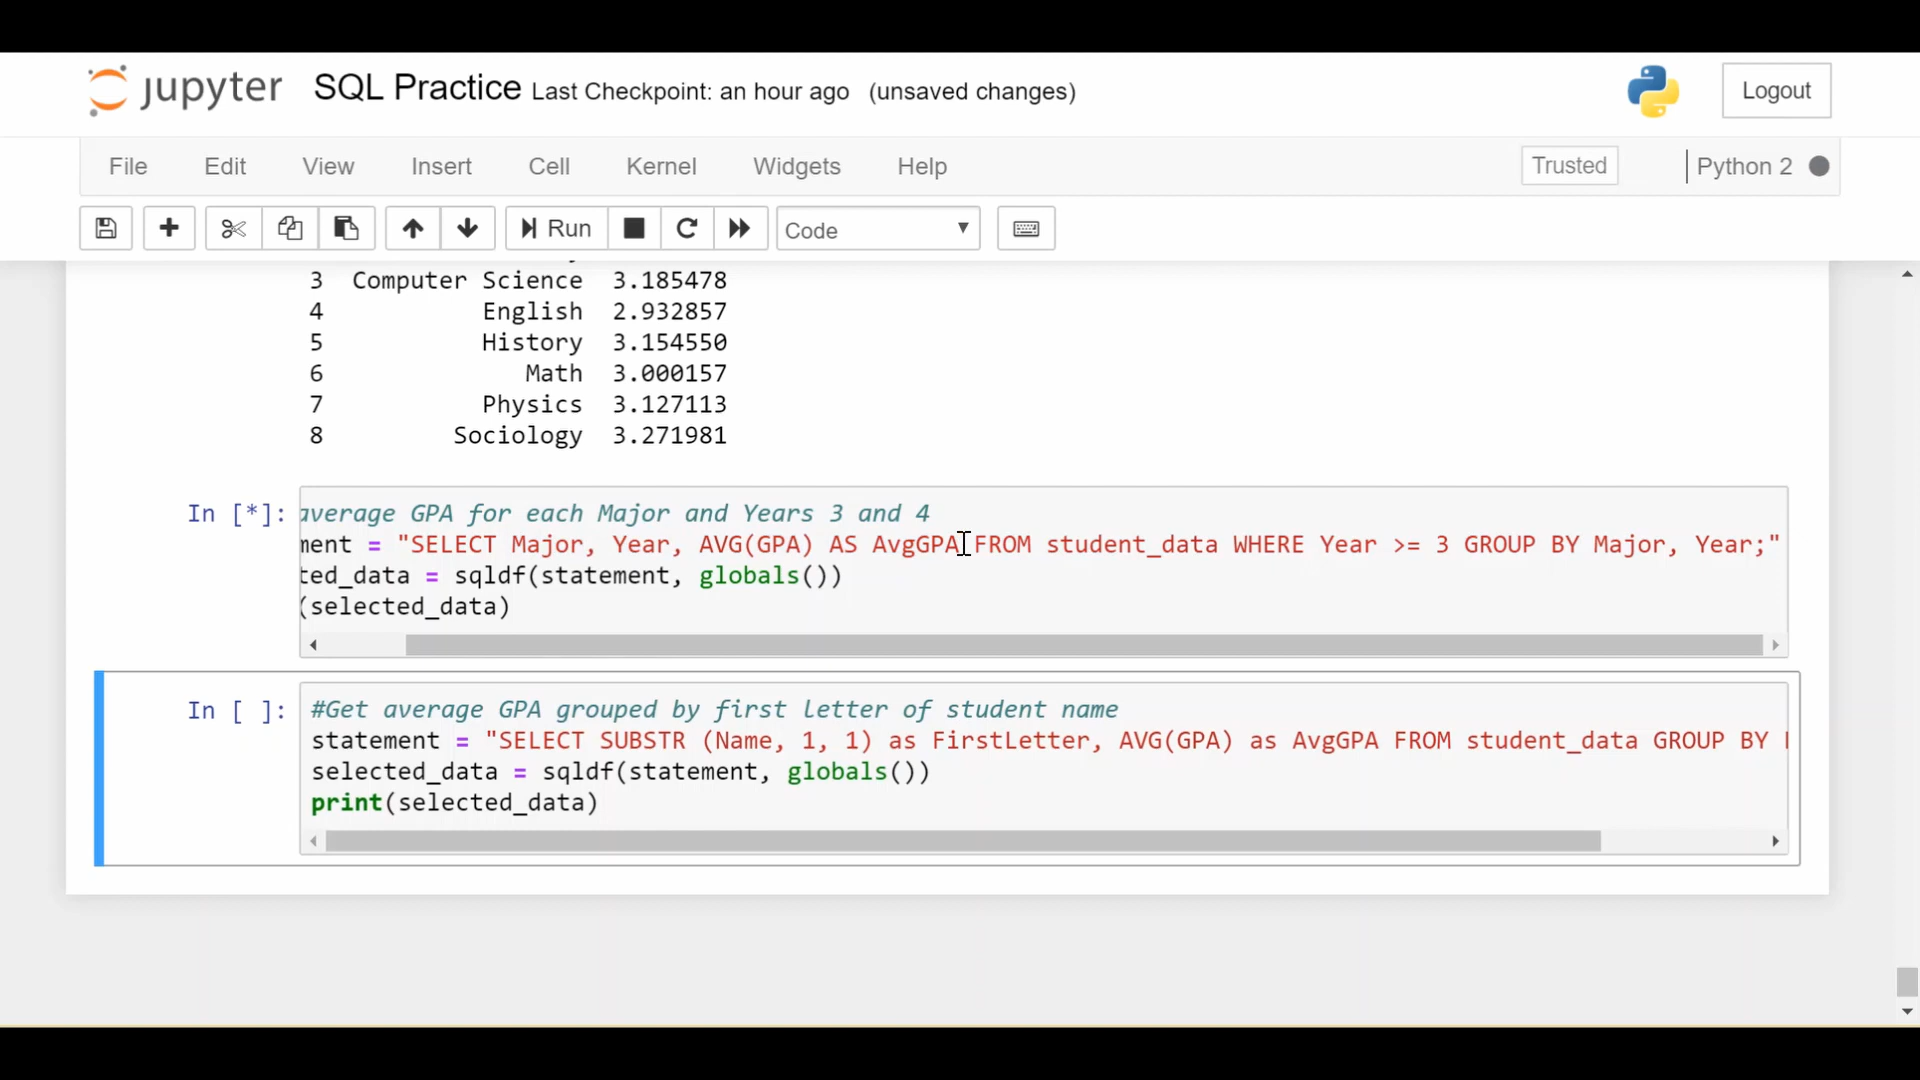 jupyter SQL Practice Last Checkpoint: an hour ago (unsaved changes)
Logout
File Edit View Insert Cell Kernel Widgets Help Trusted Python 2
Run Code
3 Computer Science 3.185478
4 English 2.932857
5 History 3.154550
6 Math 3.000157
7 Physics 3.127113
8 Sociology 3.271981
In [*]: average GPA for each Major and Years 3 and 4
ment = "SELECT Major, Year, AVG(GPA) AS AvgGPA FROM student_data WHERE Year >= 3 GROUP BY Major, Year;"
ted_data = sqldf(statement, globals())
(selected_data)
In [ ]: #Get average GPA grouped by first letter of student name
statement = "SELECT SUBSTR (Name, 1, 1) as FirstLetter, AVG(GPA) as AvgGPA FROM student_data GROUP BY
selected_data = sqldf(statement, globals())
print(selected_data)